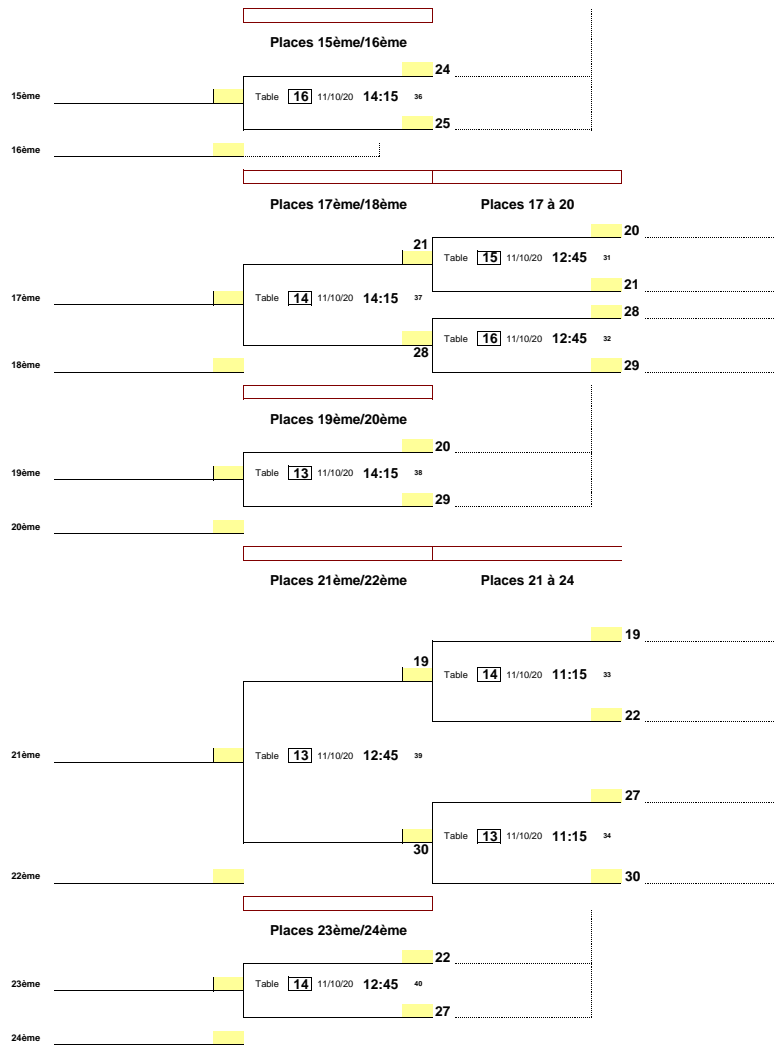 Places 15ème/16ème
24
15ème Table 16 11/10/20 14:15 36
25
16ème
Places 17ème/18ème Places 17 à 20
20
21
Table 15 11/10/20 12:45 31
21
17ème Table 14 11/10/20 14:15 37
28
Table 16 11/10/20 12:45 32
28
18ème 29
Places 19ème/20ème
20
19ème Table 13 11/10/20 14:15 38
29
20ème
Places 21ème/22ème Places 21 à 24
19
19
Table 14 11/10/20 11:15 33
22
21ème Table 13 11/10/20 12:45 39
27
Table 13 11/10/20 11:15 34
30
22ème 30
Places 23ème/24ème
22
23ème Table 14 11/10/20 12:45 40
27
24ème